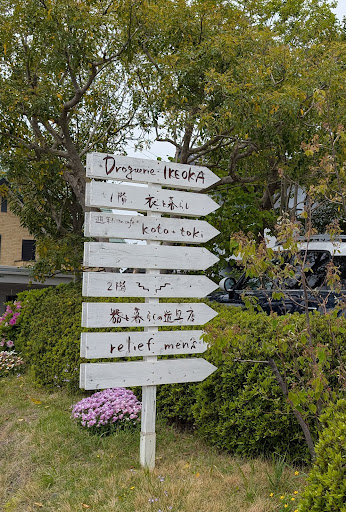 Droguerie・IKEOKA
1階 衣と暮らし
koto・toki
2階
器と暮らしの道具店
relief men's